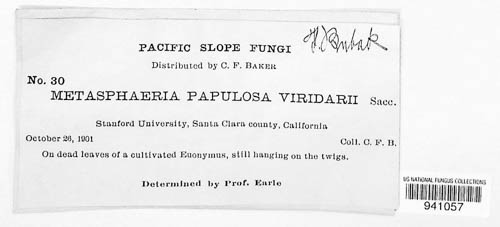 PACIFIC SLOPE FUNGI
Distributed by C. F. BAKER
No. 30
METASPHAERIA PAPULOSA VIRIDARII Sacc.
Stanford University, Santa Clara county, California
October 26, 1901 Coll. C. F. B.
On dead leaves of a cultivated Euonymus, still hanging on the twigs.
Determined by Prof. Earle
US NATIONAL FUNGUS COLLECTIONS
941057